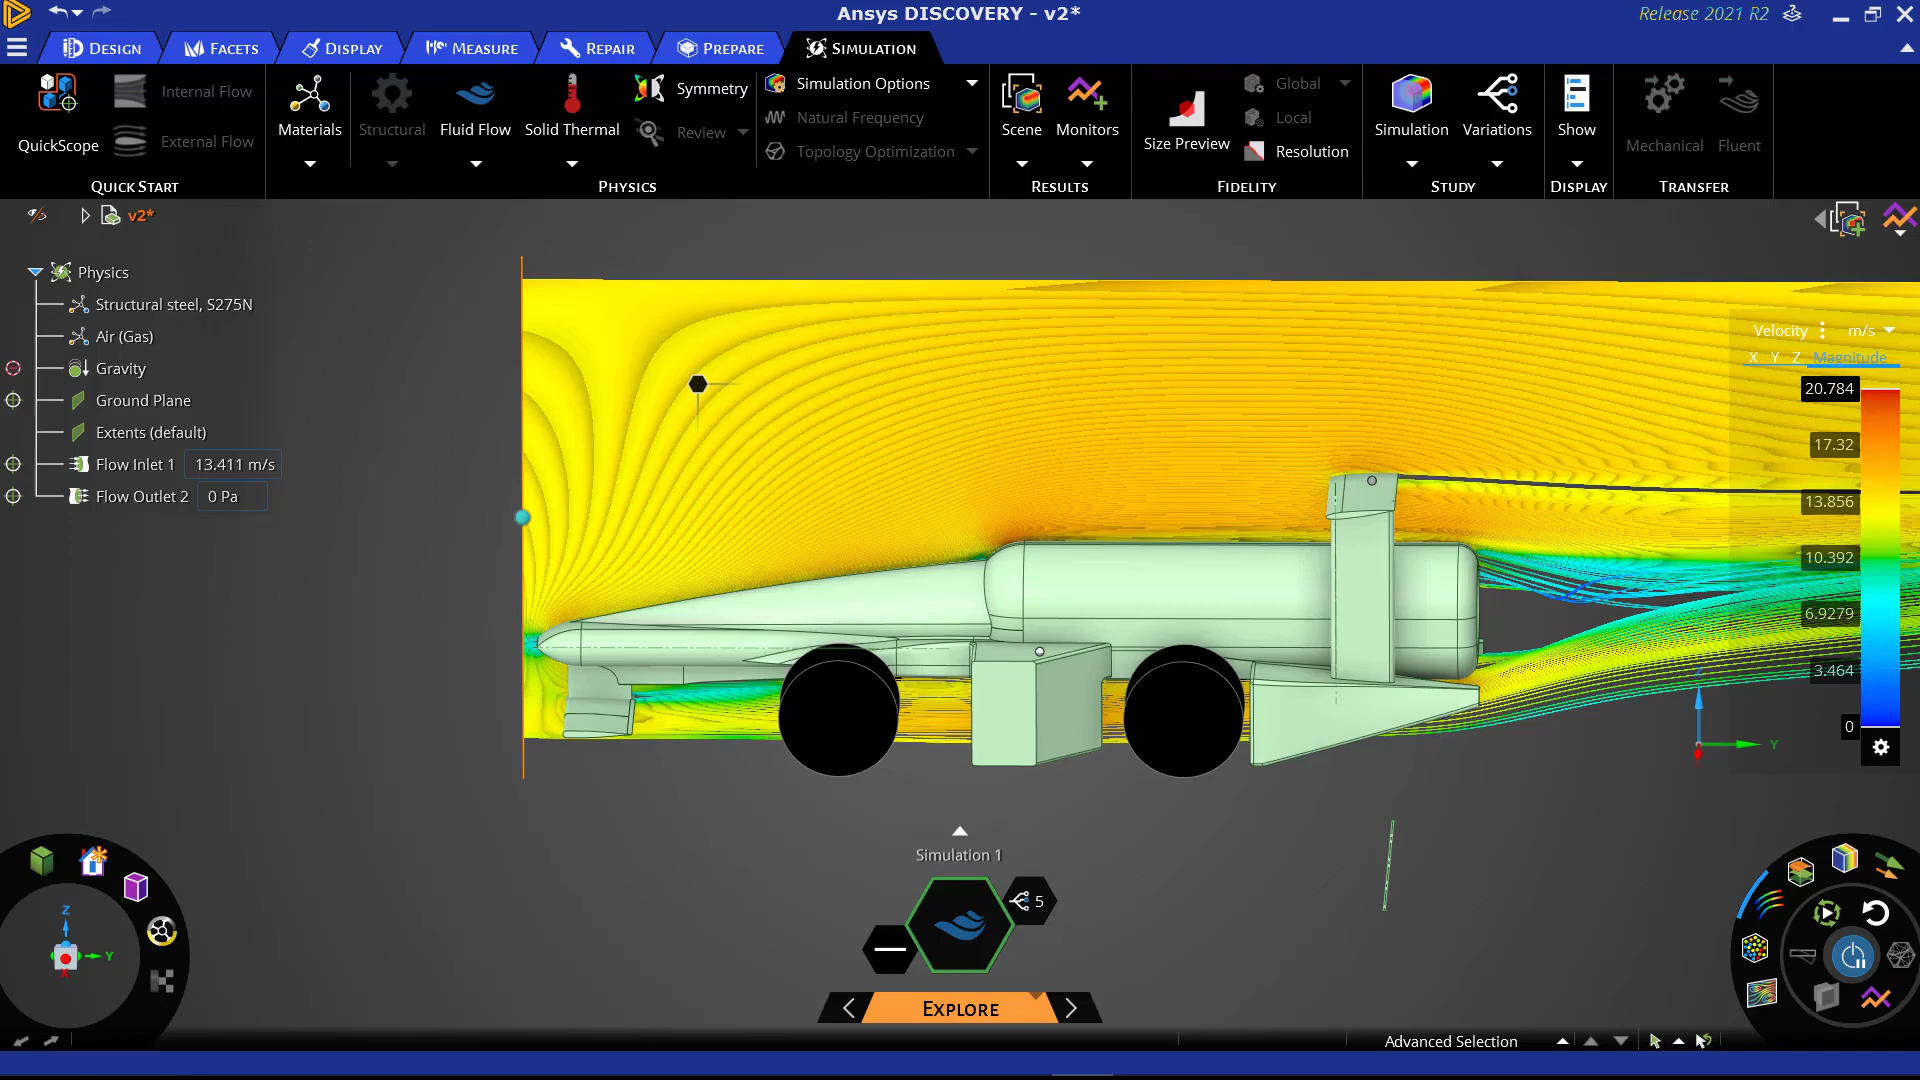 Ansys DISCOVERY - v2*
Release 2021 R2
DESIGN
FACETS
DISPLAY
MEASURE
REPAIR
PREPARE
SIMULATION
QuickScope
Internal Flow
External Flow
QUICK START
Materials
Structural
Fluid Flow
Solid Thermal
Symmetry
Review
Simulation Options
Natural Frequency
Topology Optimization
PHYSICS
Scene
Monitors
RESULTS
Size Preview
Global
Local
Resolution
FIDELITY
Simulation
Variations
STUDY
Show
DISPLAY
Mechanical
Fluent
TRANSFER
v2*
Physics
Structural steel, S275N
Air (Gas)
Gravity
Ground Plane
Extents (default)
Flow Inlet 1 13.411 m/s
Flow Outlet 2 0 Pa
Velocity m/s
X Y Z Magnitude
20.784
17.32
13.856
10.392
6.9279
3.464
0
Z
Y
Simulation 1
5
EXPLORE
Z
Y
X
Advanced Selection